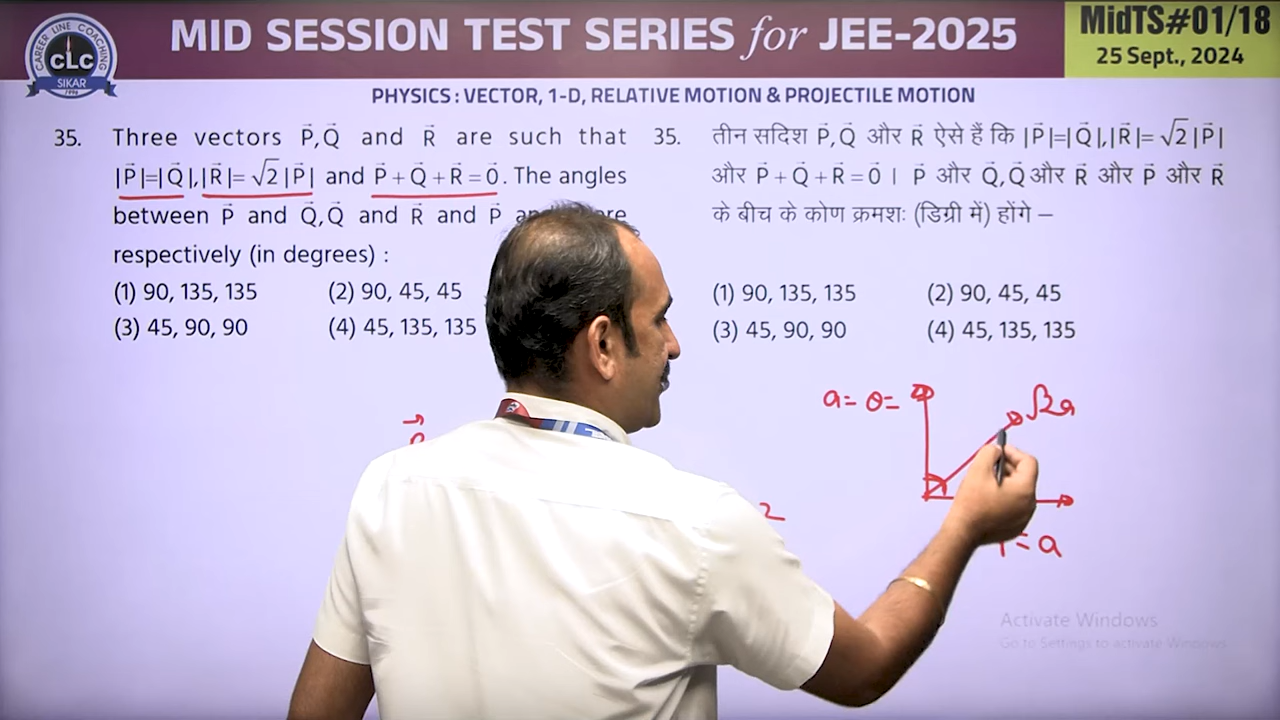 CAREER LINE COACHING
CLC
SIKAR
MID SESSION TEST SERIES for JEE-2025
MidTS#01/18
25 Sept., 2024
PHYSICS : VECTOR, 1-D, RELATIVE MOTION & PROJECTILE MOTION
35. Three vectors P⃗,Q⃗ and R⃗ are such that
|P⃗|=|Q⃗|,|R⃗|= √2|P⃗| and P⃗+Q⃗+R⃗=0⃗. The angles
between P⃗ and Q⃗,Q⃗ and R⃗ and P⃗
respectively (in degrees) :
(1) 90, 135, 135 (2) 90, 45, 45
(3) 45, 90, 90 (4) 45, 135, 135
35. तीन सदिश P⃗,Q⃗ और R⃗ ऐसे हैं कि |P⃗|=|Q⃗|,|R⃗|= √2|P⃗|
और P⃗+Q⃗+R⃗=0⃗ । P⃗ और Q⃗,Q⃗ और R⃗ और P⃗ और R⃗
के बीच के कोण क्रमशः (डिग्री में) होंगे –
(1) 90, 135, 135 (2) 90, 45, 45
(3) 45, 90, 90 (4) 45, 135, 135
√2a
= a
Activate Windows
Go to Settings to activate Windows.